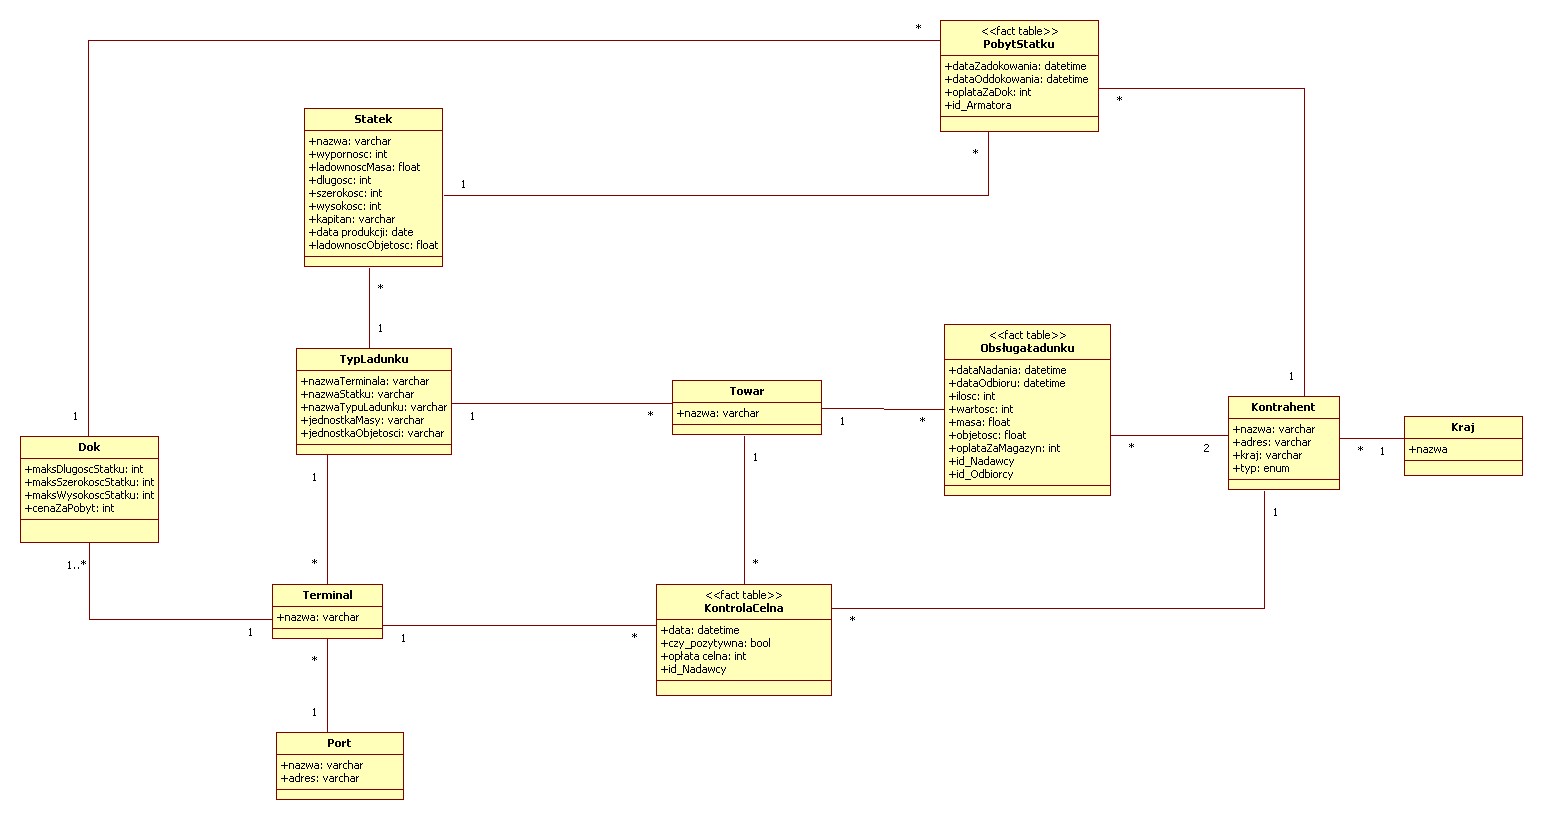 <<fact table>>
PobytStatku
+dataZadokowania: datetime
+dataOddokowania: datetime
+oplataZaDok: int
+id_Armatora
*
*
*
Statek
+nazwa: varchar
+wypornosc: int
+ladownoscMasa: float
+dlugosc: int
+szerokosc: int
+wysokosc: int
+kapitan: varchar
+data produkcji: date
+ladownoscObjetosc: float
1
*
1
TypLadunku
+nazwaTerminala: varchar
+nazwaStatku: varchar
+nazwaTypuLadunku: varchar
+jednostkaMasy: varchar
+jednostkaObjetosci: varchar
1
*
1
*
Towar
+nazwa: varchar
1
*
1
*
<<fact table>>
ObsługaŁadunku
+dataNadania: datetime
+dataOdbioru: datetime
+ilosc: int
+wartosc: int
+masa: float
+objetosc: float
+oplataZaMagazyn: int
+id_Nadawcy
+id_Odbiorcy
*
2
1
Kontrahent
+nazwa: varchar
+adres: varchar
+kraj: varchar
+typ: enum
*
1
1
Kraj
+nazwa
1
Dok
+maksDlugoscStatku: int
+maksSzerokoscStatku: int
+maksWysokoscStatku: int
+cenaZaPobyt: int
1..*
1
Terminal
+nazwa: varchar
1
*
*
1
<<fact table>>
KontrolaCelna
+data: datetime
+czy_pozytywna: bool
+opłata celna: int
+id_Nadawcy
*
Port
+nazwa: varchar
+adres: varchar